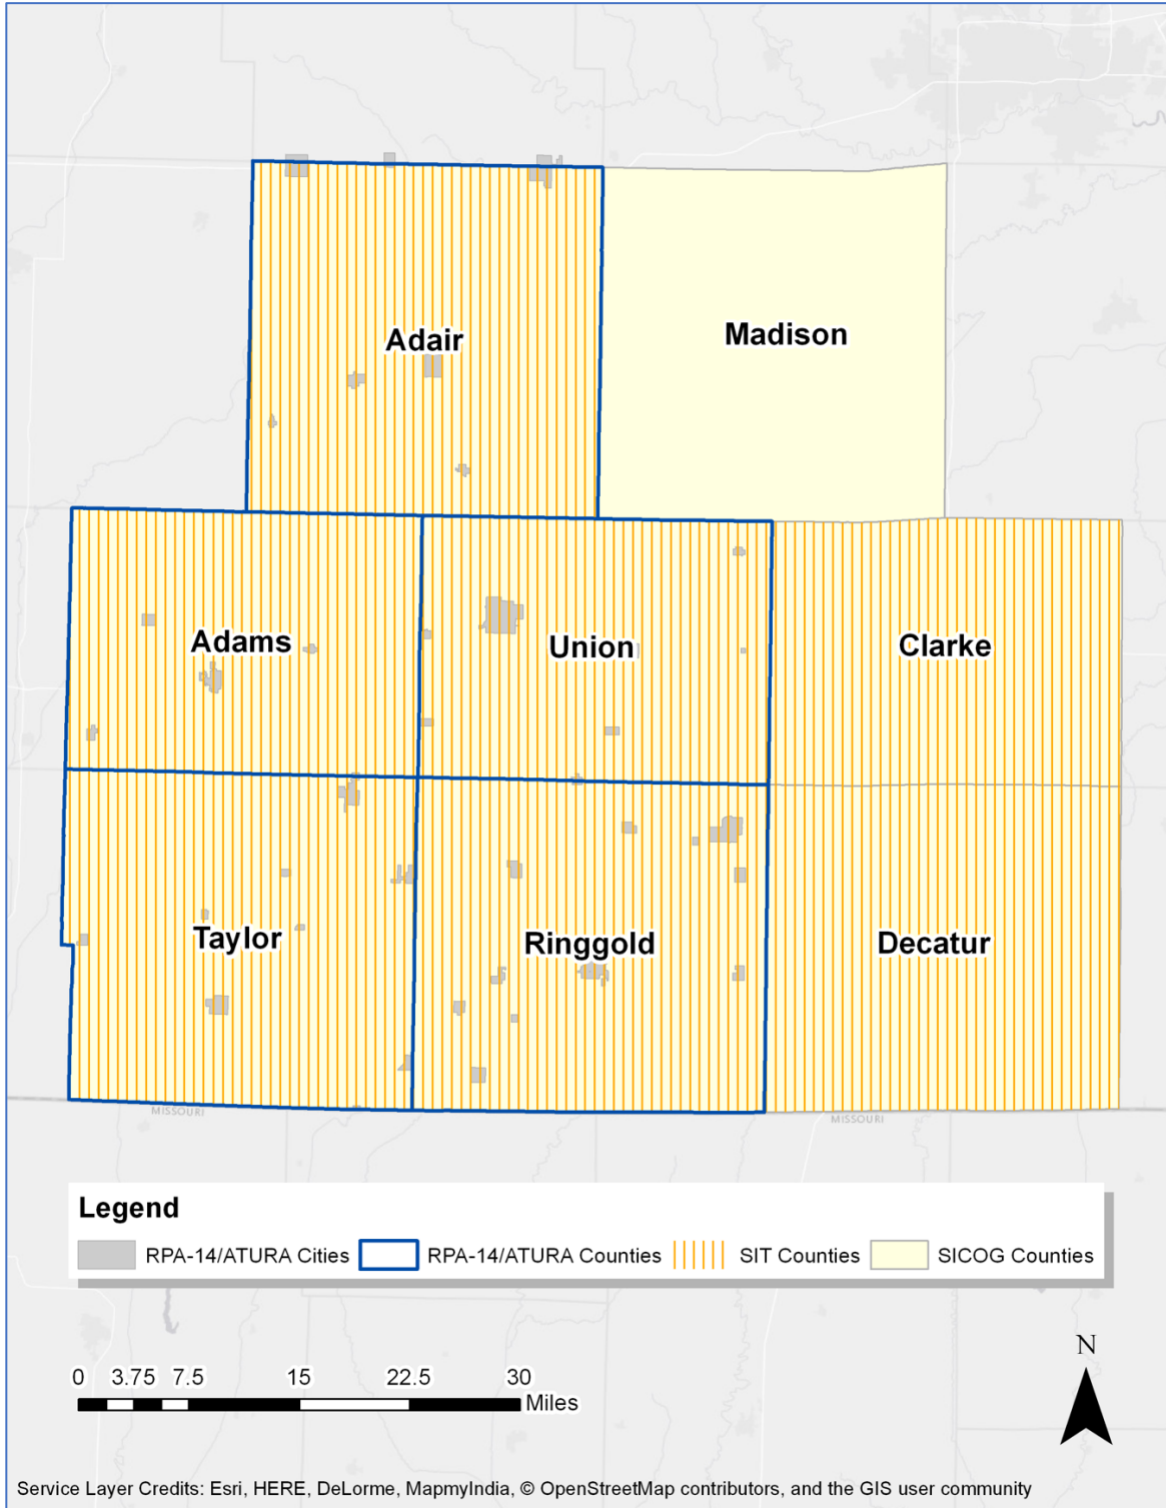 Adair
Madison
Adams
Union
Clarke
Taylor
Ringgold
Decatur
MISSOURI
MISSOURI
Legend
RPA-14/ATURA Cities RPA-14/ATURA Counties SIT Counties SICOG Counties
N
0 3.75 7.5 15 22.5 30
Miles
Service Layer Credits: Esri, HERE, DeLorme, MapmyIndia, © OpenStreetMap contributors, and the GIS user community